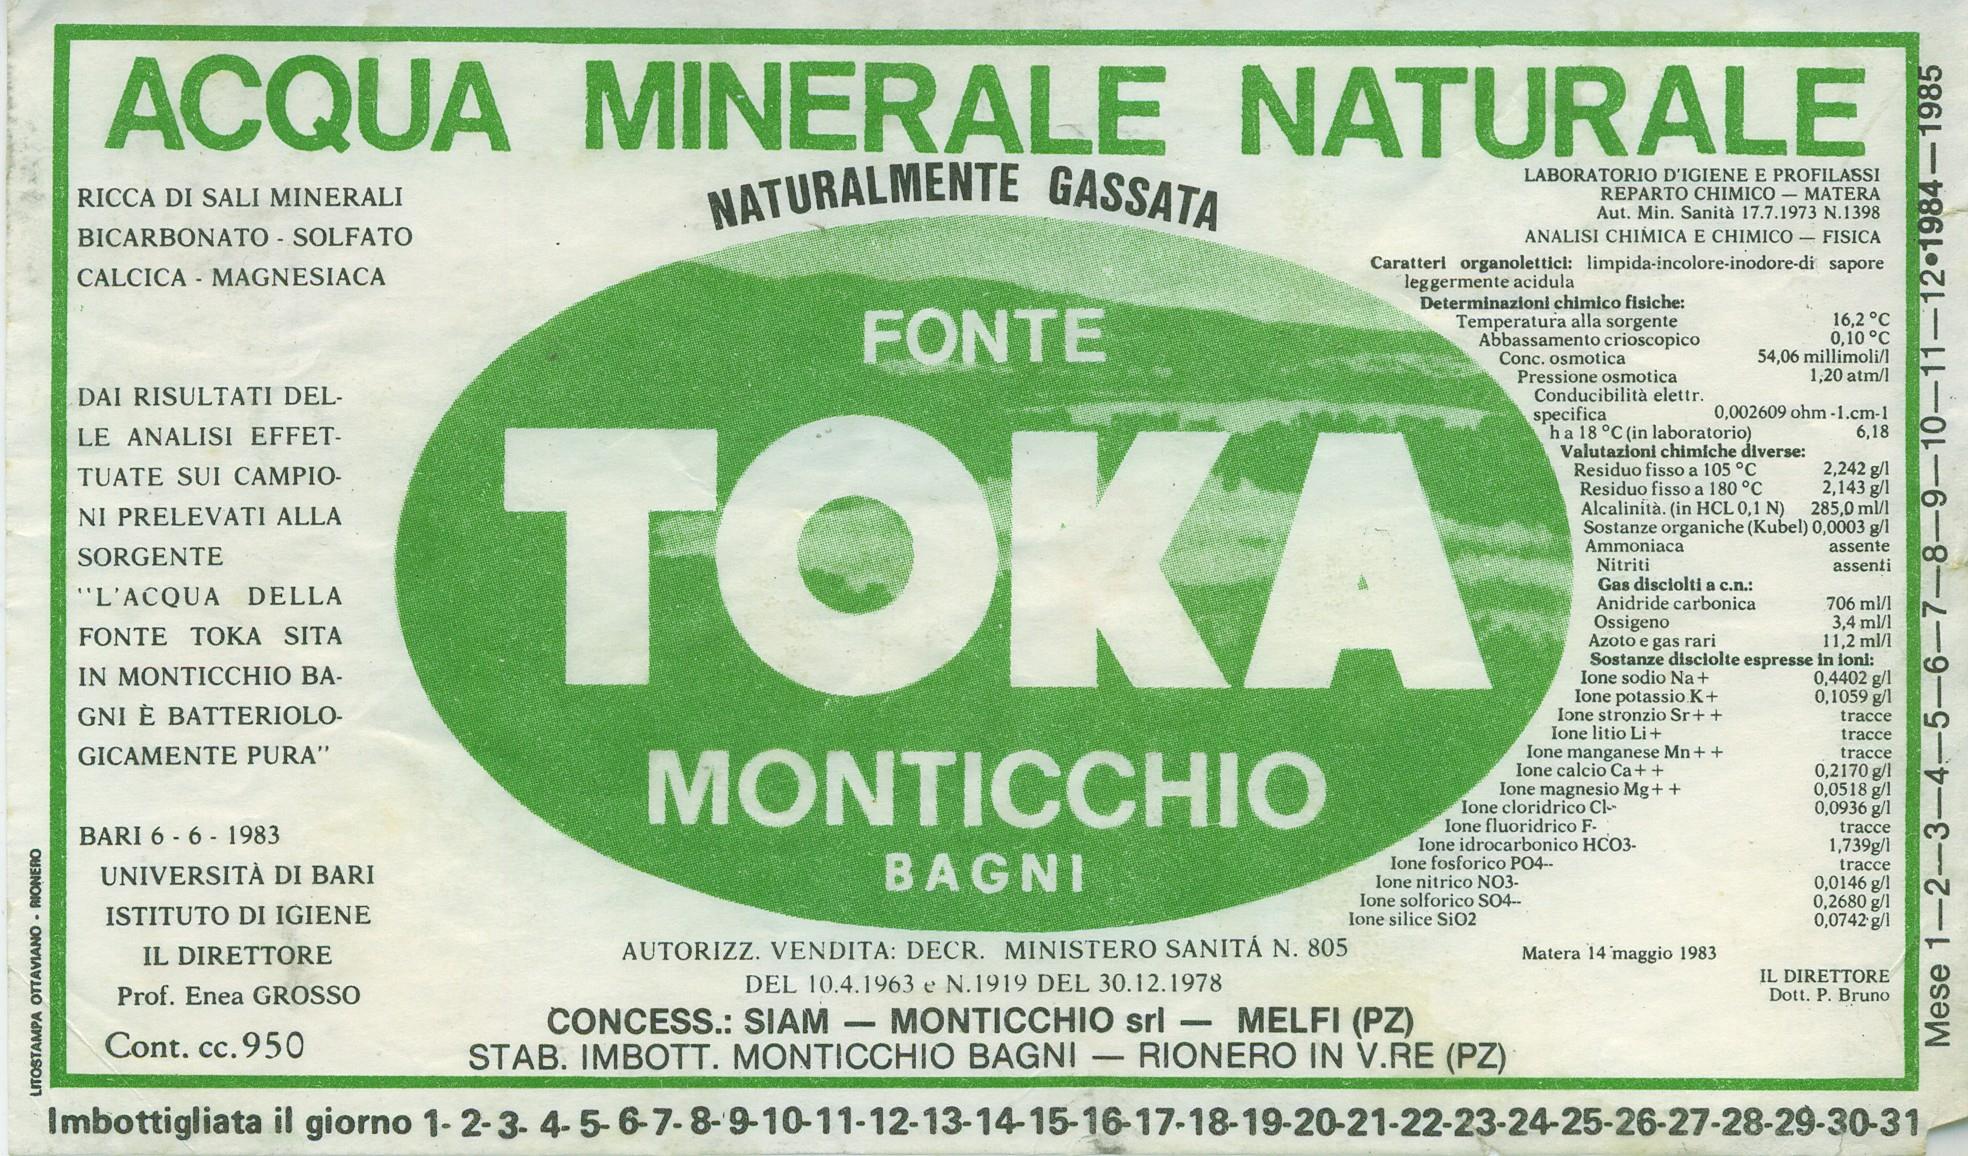 ACQUA MINERALE NATURALE
NATURALMENTE GASSATA
RICCA DI SALI MINERALI
BICARBONATO - SOLFATO
CALCICA - MAGNESIACA
DAI RISULTATI DEL-
LE ANALISI EFFET-
TUATE SUI CAMPIO-
NI PRELEVATI ALLA
SORGENTE
"L'ACQUA DELLA
FONTE TOKA SITA
IN MONTICCHIO BA-
GNI È BATTERIOLO-
GICAMENTE PURA"
BARI 6 - 6 - 1983
UNIVERSITÀ DI BARI
ISTITUTO DI IGIENE
IL DIRETTORE
Prof. Enea GROSSO
Cont. cc. 950
LITOSTAMPA OTTAVIANO - RIONERO
FONTE
TOKA
MONTICCHIO
BAGNI
AUTORIZZ. VENDITA: DECR. MINISTERO SANITÁ N. 805
DEL 10.4.1963 e N.1919 DEL 30.12.1978
CONCESS.: SIAM — MONTICCHIO srl — MELFI (PZ)
STAB. IMBOTT. MONTICCHIO BAGNI — RIONERO IN V.RE (PZ)
LABORATORIO D'IGIENE E PROFILASSI
REPARTO CHIMICO — MATERA
Aut. Min. Sanità 17.7.1973 N.1398
ANALISI CHIMICA E CHIMICO — FISICA
Caratteri organolettici: limpida-incolore-inodore-di sapore
leggermente acidula
Determinazioni chimico fisiche:
Temperatura alla sorgente 16,2 °C
Abbassamento crioscopico 0,10 °C
Conc. osmotica 54,06 millimoli/l
Pressione osmotica 1,20 atm/l
Conducibilità elettr.
specifica 0,002609 ohm -1.cm-1
h a 18 °C (in laboratorio) 6,18
Valutazioni chimiche diverse:
Residuo fisso a 105 °C 2,242 g/l
Residuo fisso a 180 °C 2,143 g/l
Alcalinità. (in HCL 0,1 N) 285,0 ml/l
Sostanze organiche (Kubel) 0,0003 g/l
Ammoniaca assente
Nitriti assenti
Gas disciolti a c.n.:
Anidride carbonica 706 ml/l
Ossigeno 3,4 ml/l
Azoto e gas rari 11,2 ml/l
Sostanze disciolte espresse in ioni:
Ione sodio Na+ 0,4402 g/l
Ione potassio K+ 0,1059 g/l
Ione stronzio Sr++ tracce
Ione litio Li+ tracce
Ione manganese Mn++ tracce
Ione calcio Ca++ 0,2170 g/l
Ione magnesio Mg++ 0,0518 g/l
Ione cloridrico Cl- 0,0936 g/l
Ione fluoridrico F- tracce
Ione idrocarbonico HCO3- 1,739g/l
Ione fosforico PO4-- tracce
Ione nitrico NO3- 0,0146 g/l
Ione solforico SO4-- 0,2680 g/l
Ione silice SiO2 0,0742 g/l
Matera 14 maggio 1983
IL DIRETTORE
Dott. P. Bruno
Mese 1—2—3—4—5—6—7—8—9—10—11—12•1984—1985
Imbottigliata il giorno 1-2-3-4-5-6-7-8-9-10-11-12-13-14-15-16-17-18-19-20-21-22-23-24-25-26-27-28-29-30-31